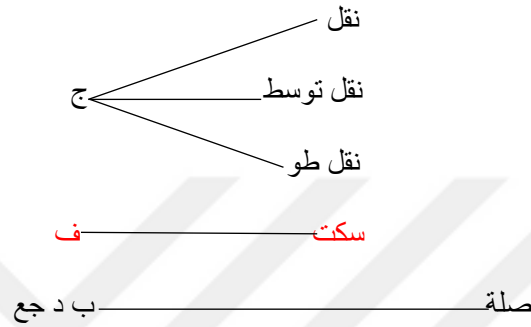 نقل
نقل توسط ج
نقل طو
سكت ف
صلة ب د جع